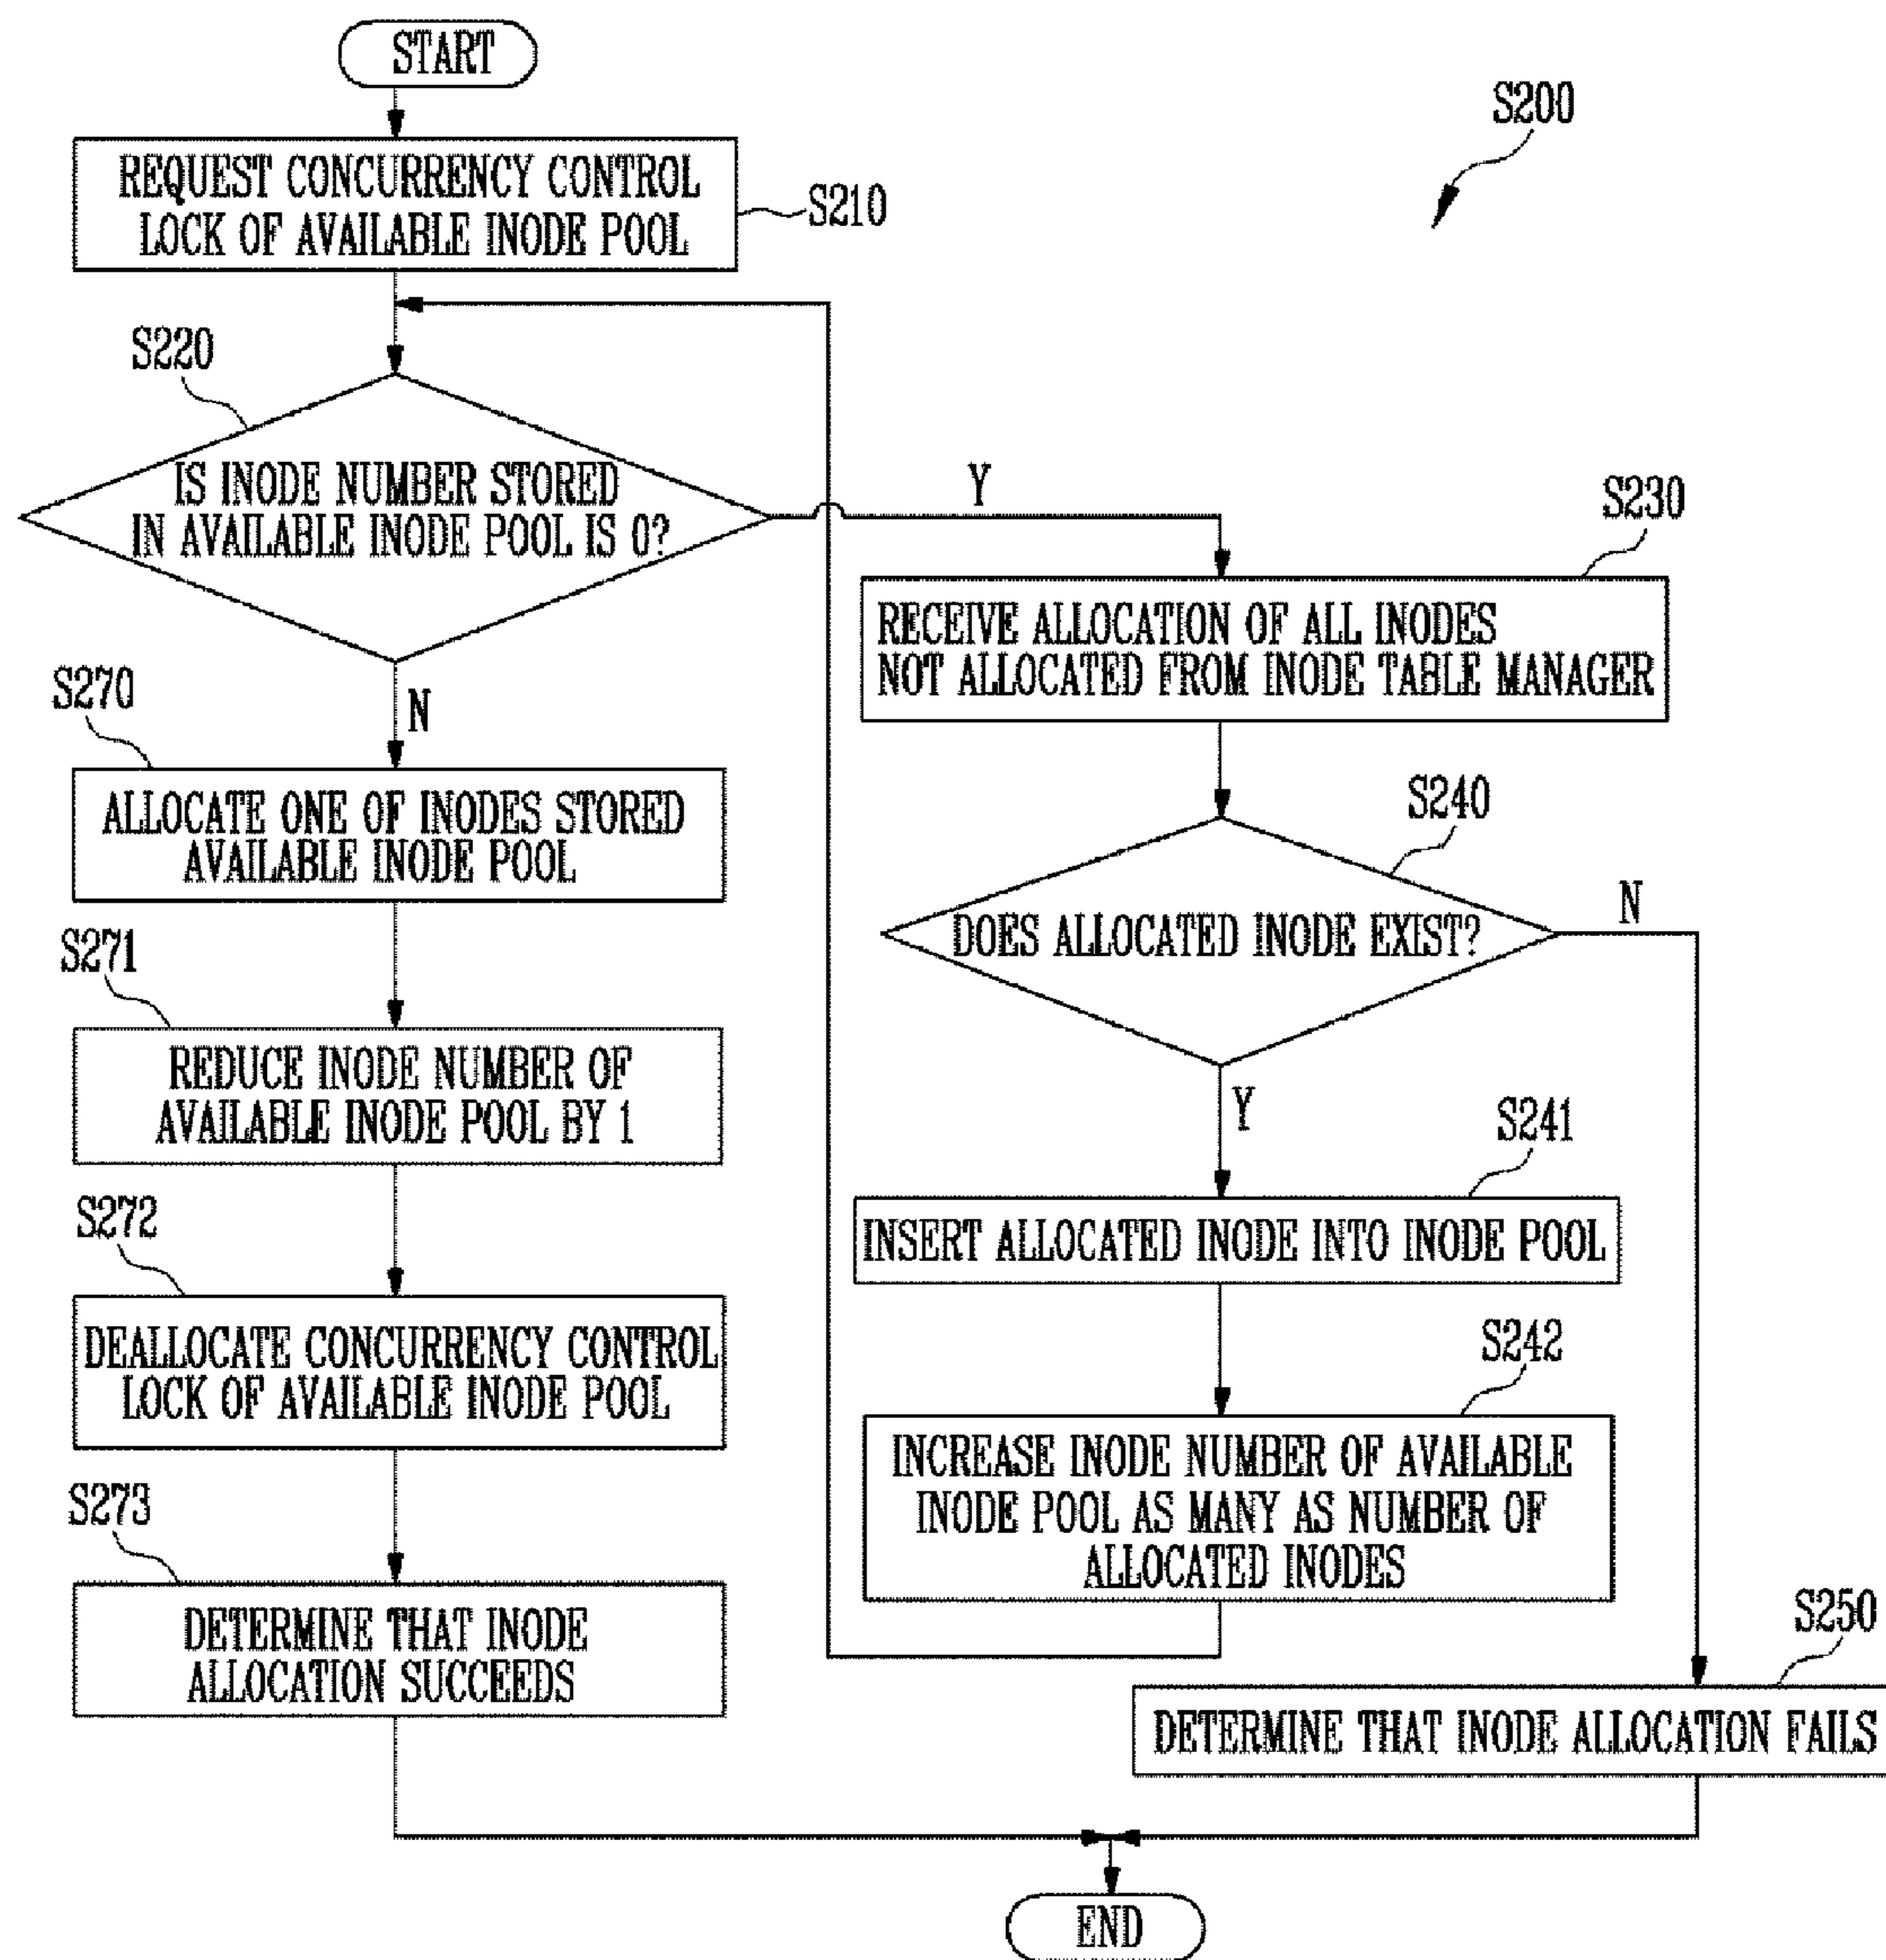 START
S200
REQUEST CONCURRENCY CONTROL
LOCK OF AVAILABLE INODE POOL
S210
S220
IS INODE NUMBER STORED
IN AVAILABLE INODE POOL IS 0?
Y
N
S230
RECEIVE ALLOCATION OF ALL INODES
NOT ALLOCATED FROM INODE TABLE MANAGER
S270
ALLOCATE ONE OF INODES STORED
AVAILABLE INODE POOL
S240
DOES ALLOCATED INODE EXIST?
N
Y
S271
REDUCE INODE NUMBER OF
AVAILABLE INODE POOL BY 1
S241
INSERT ALLOCATED INODE INTO INODE POOL
S272
DEALLOCATE CONCURRENCY CONTROL
LOCK OF AVAILABLE INODE POOL
S242
INCREASE INODE NUMBER OF AVAILABLE
INODE POOL AS MANY AS NUMBER OF
ALLOCATED INODES
S273
DETERMINE THAT INODE
ALLOCATION SUCCEEDS
S250
DETERMINE THAT INODE ALLOCATION FAILS
END